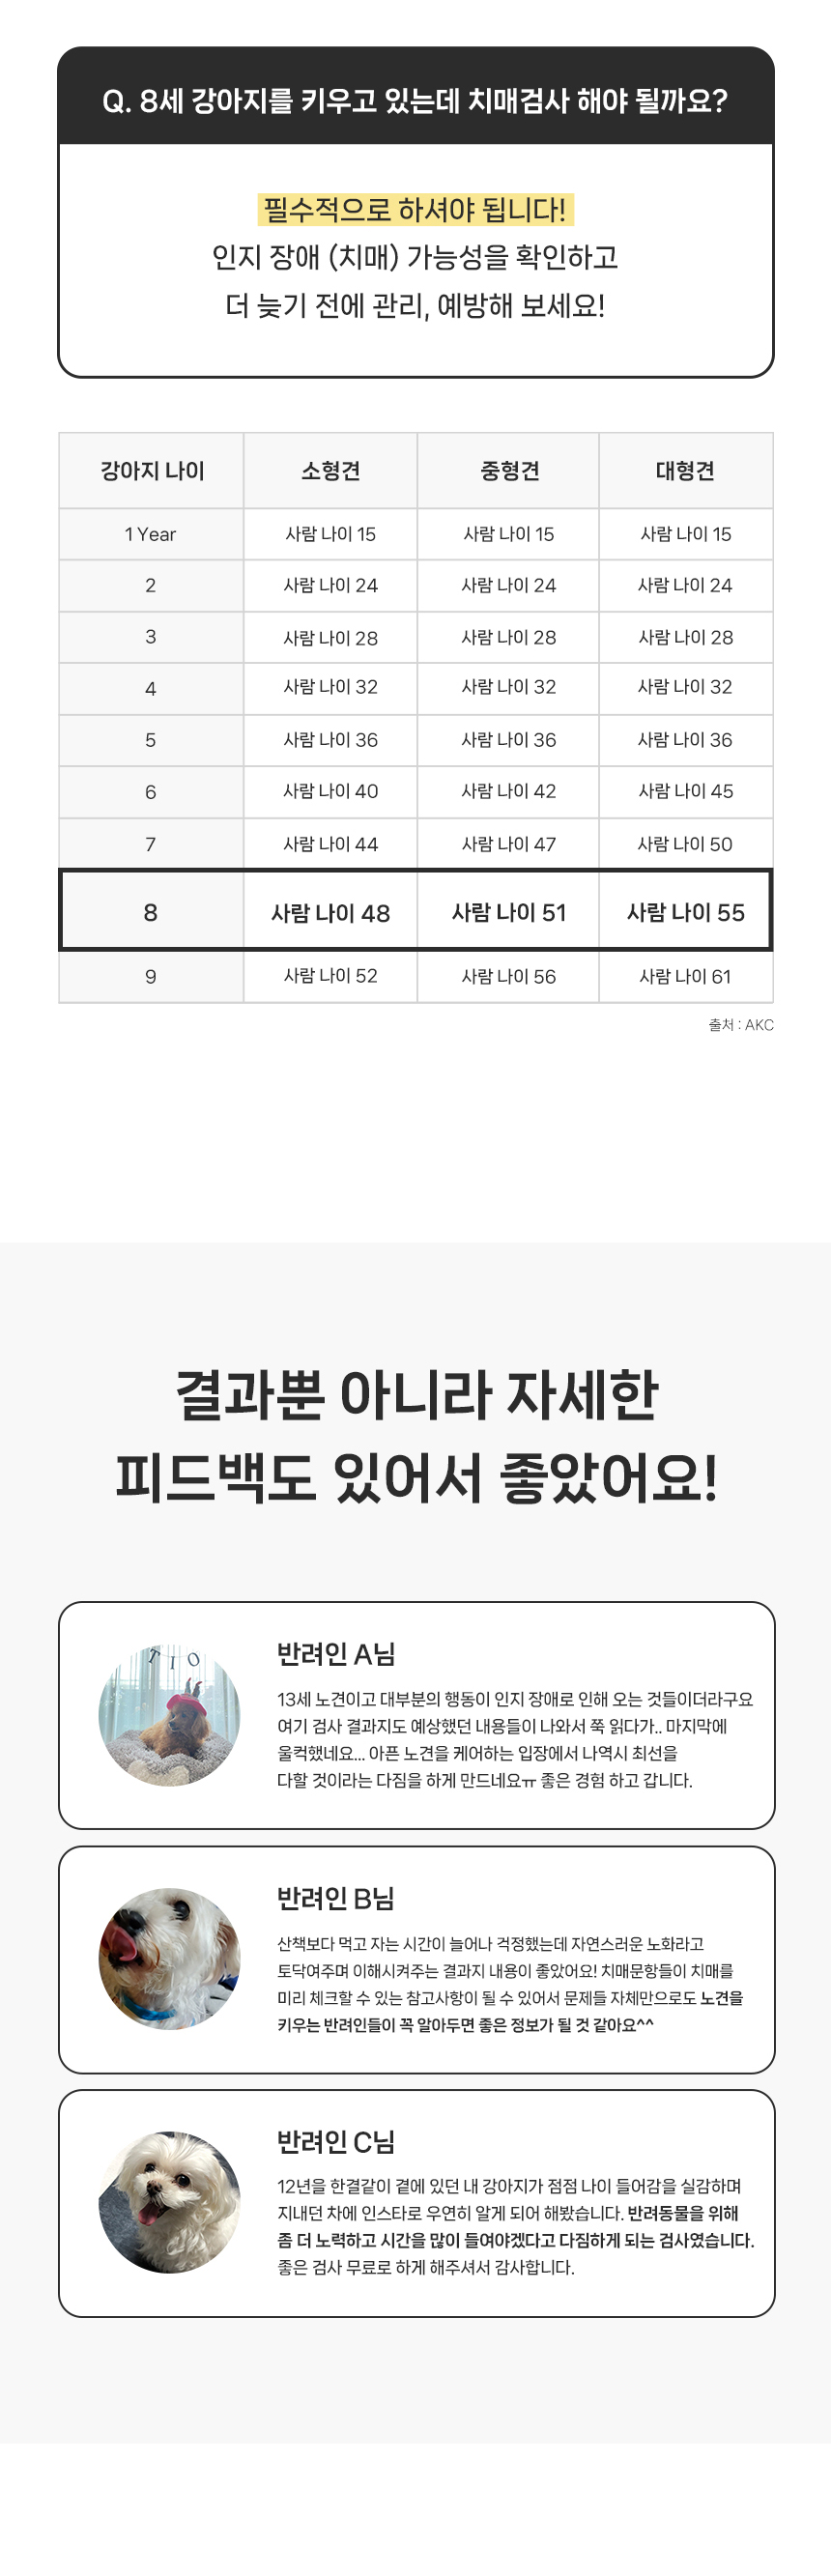 Q. 8세 강아지를 키우고 있는데 치매검사 해야 될까요?
필수적으로 하셔야 됩니다!
인지 장애 (치매) 가능성을 확인하고
더 늦기 전에 관리, 예방해 보세요!
강아지 나이 소형견 중형견 대형견
1 Year 사람 나이 15 사람 나이 15 사람 나이 15
2 사람 나이 24 사람 나이 24 사람 나이 24
3 사람 나이 28 사람 나이 28 사람 나이 28
4 사람 나이 32 사람 나이 32 사람 나이 32
5 사람 나이 36 사람 나이 36 사람 나이 36
6 사람 나이 40 사람 나이 42 사람 나이 45
7 사람 나이 44 사람 나이 47 사람 나이 50
8 사람 나이 48 사람 나이 51 사람 나이 55
9 사람 나이 52 사람 나이 56 사람 나이 61
출처 : AKC
결과뿐 아니라 자세한
피드백도 있어서 좋았어요!
TIO
반려인 A님
13세 노견이고 대부분의 행동이 인지 장애로 인해 오는 것들이더라구요
여기 검사 결과지도 예상했던 내용들이 나와서 쭉 읽다가.. 마지막에
울컥했네요... 아픈 노견을 케어하는 입장에서 나역시 최선을
다할 것이라는 다짐을 하게 만드네요ㅠ 좋은 경험 하고 갑니다.
반려인 B님
산책보다 먹고 자는 시간이 늘어나 걱정했는데 자연스러운 노화라고
토닥여주며 이해시켜주는 결과지 내용이 좋았어요! 치매문항들이 치매를
미리 체크할 수 있는 참고사항이 될 수 있어서 문제들 자체만으로도 노견을
키우는 반려인들이 꼭 알아두면 좋은 정보가 될 것 같아요^^
반려인 C님
12년을 한결같이 곁에 있던 내 강아지가 점점 나이 들어감을 실감하며
지내던 차에 인스타로 우연히 알게 되어 해봤습니다. 반려동물을 위해
좀 더 노력하고 시간을 많이 들여야겠다고 다짐하게 되는 검사였습니다.
좋은 검사 무료로 하게 해주셔서 감사합니다.